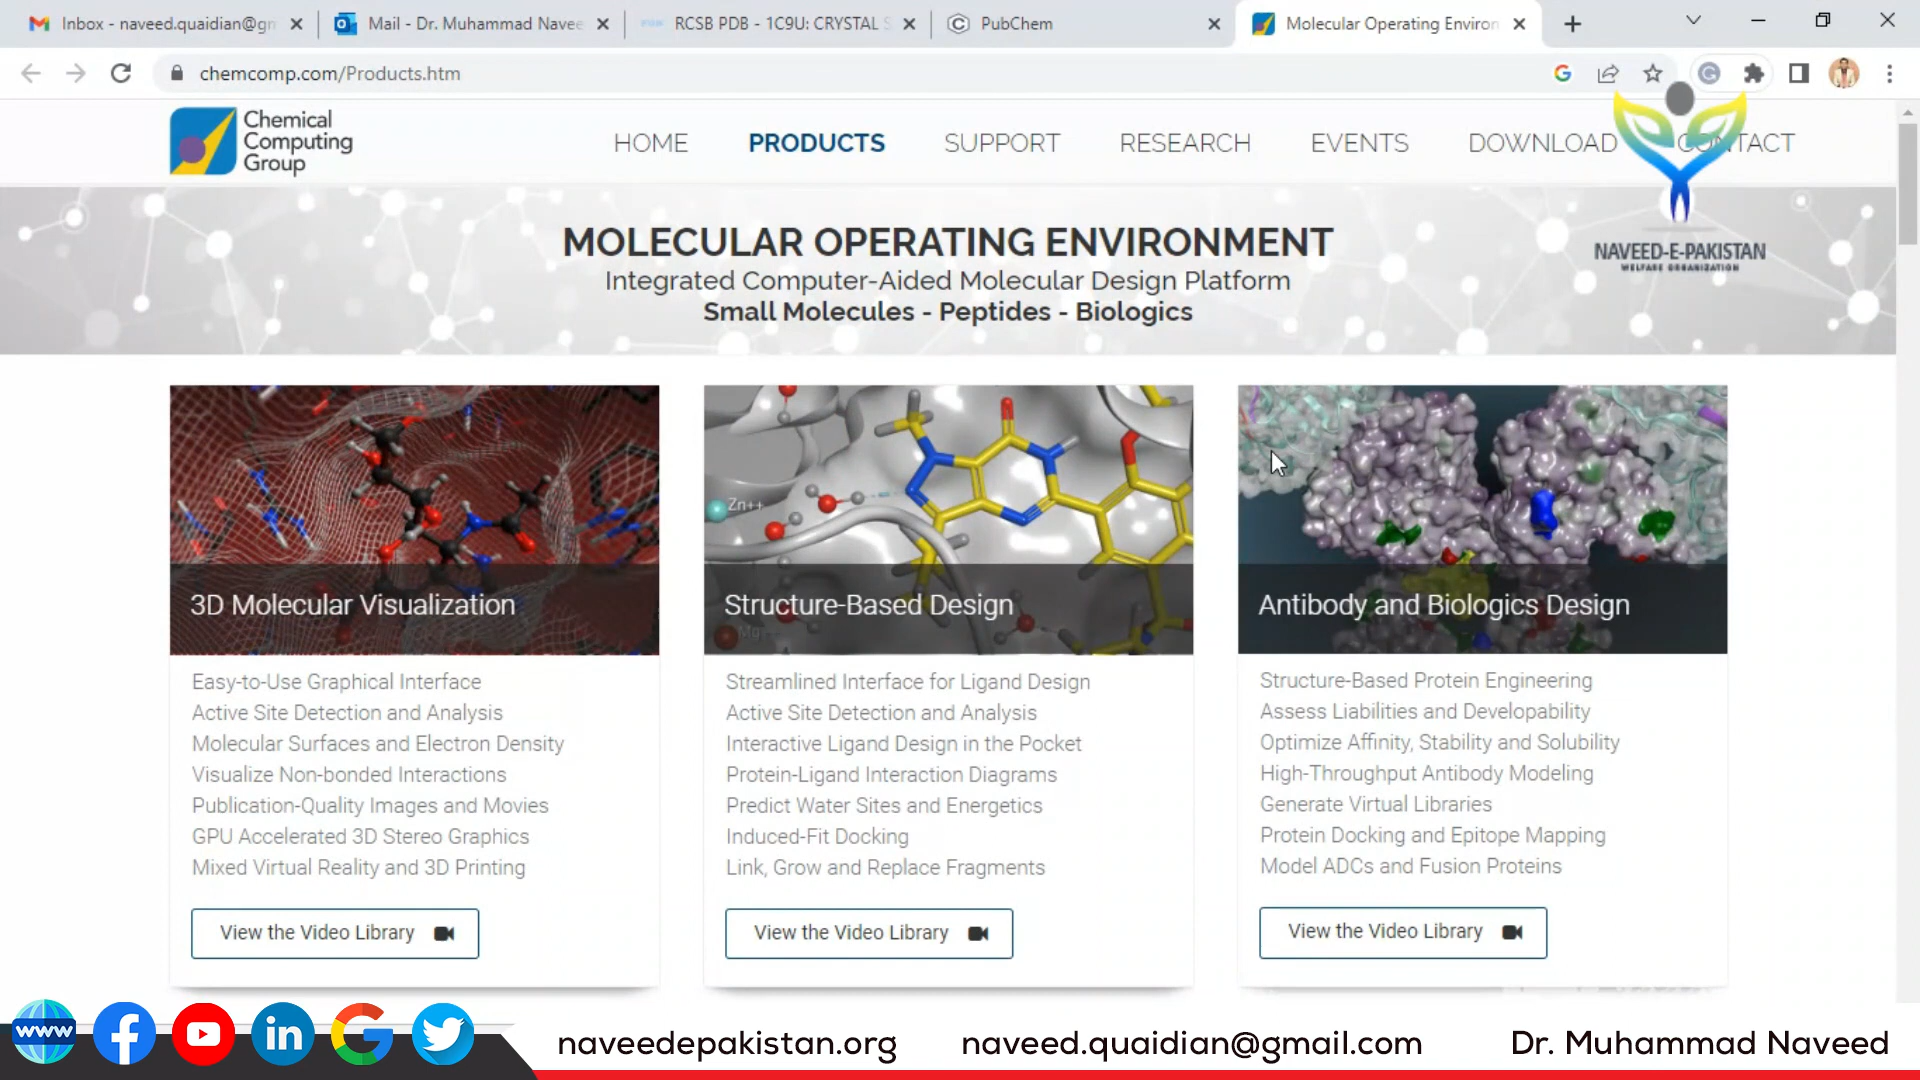 Inbox - naveed.quaidian@gm
Mail - Dr. Muhammad Navee
RCSB PDB - 1C9U: CRYSTAL S
PubChem
Molecular Operating Environ
chemcomp.com/Products.htm
Chemical
Computing
Group
HOME
PRODUCTS
SUPPORT
RESEARCH
EVENTS
DOWNLOAD
CONTACT
MOLECULAR OPERATING ENVIRONMENT
Integrated Computer-Aided Molecular Design Platform
Small Molecules - Peptides - Biologics
NAVEED-E-PAKISTAN
WELFARE ORGANIZATION
3D Molecular Visualization
Easy-to-Use Graphical Interface
Active Site Detection and Analysis
Molecular Surfaces and Electron Density
Visualize Non-bonded Interactions
Publication-Quality Images and Movies
GPU Accelerated 3D Stereo Graphics
Mixed Virtual Reality and 3D Printing
View the Video Library
Zn++
Mg++
Structure-Based Design
Streamlined Interface for Ligand Design
Active Site Detection and Analysis
Interactive Ligand Design in the Pocket
Protein-Ligand Interaction Diagrams
Predict Water Sites and Energetics
Induced-Fit Docking
Link, Grow and Replace Fragments
View the Video Library
Antibody and Biologics Design
Structure-Based Protein Engineering
Assess Liabilities and Developability
Optimize Affinity, Stability and Solubility
High-Throughput Antibody Modeling
Generate Virtual Libraries
Protein Docking and Epitope Mapping
Model ADCs and Fusion Proteins
View the Video Library
www
naveedepakistan.org
naveed.quaidian@gmail.com
Dr. Muhammad Naveed